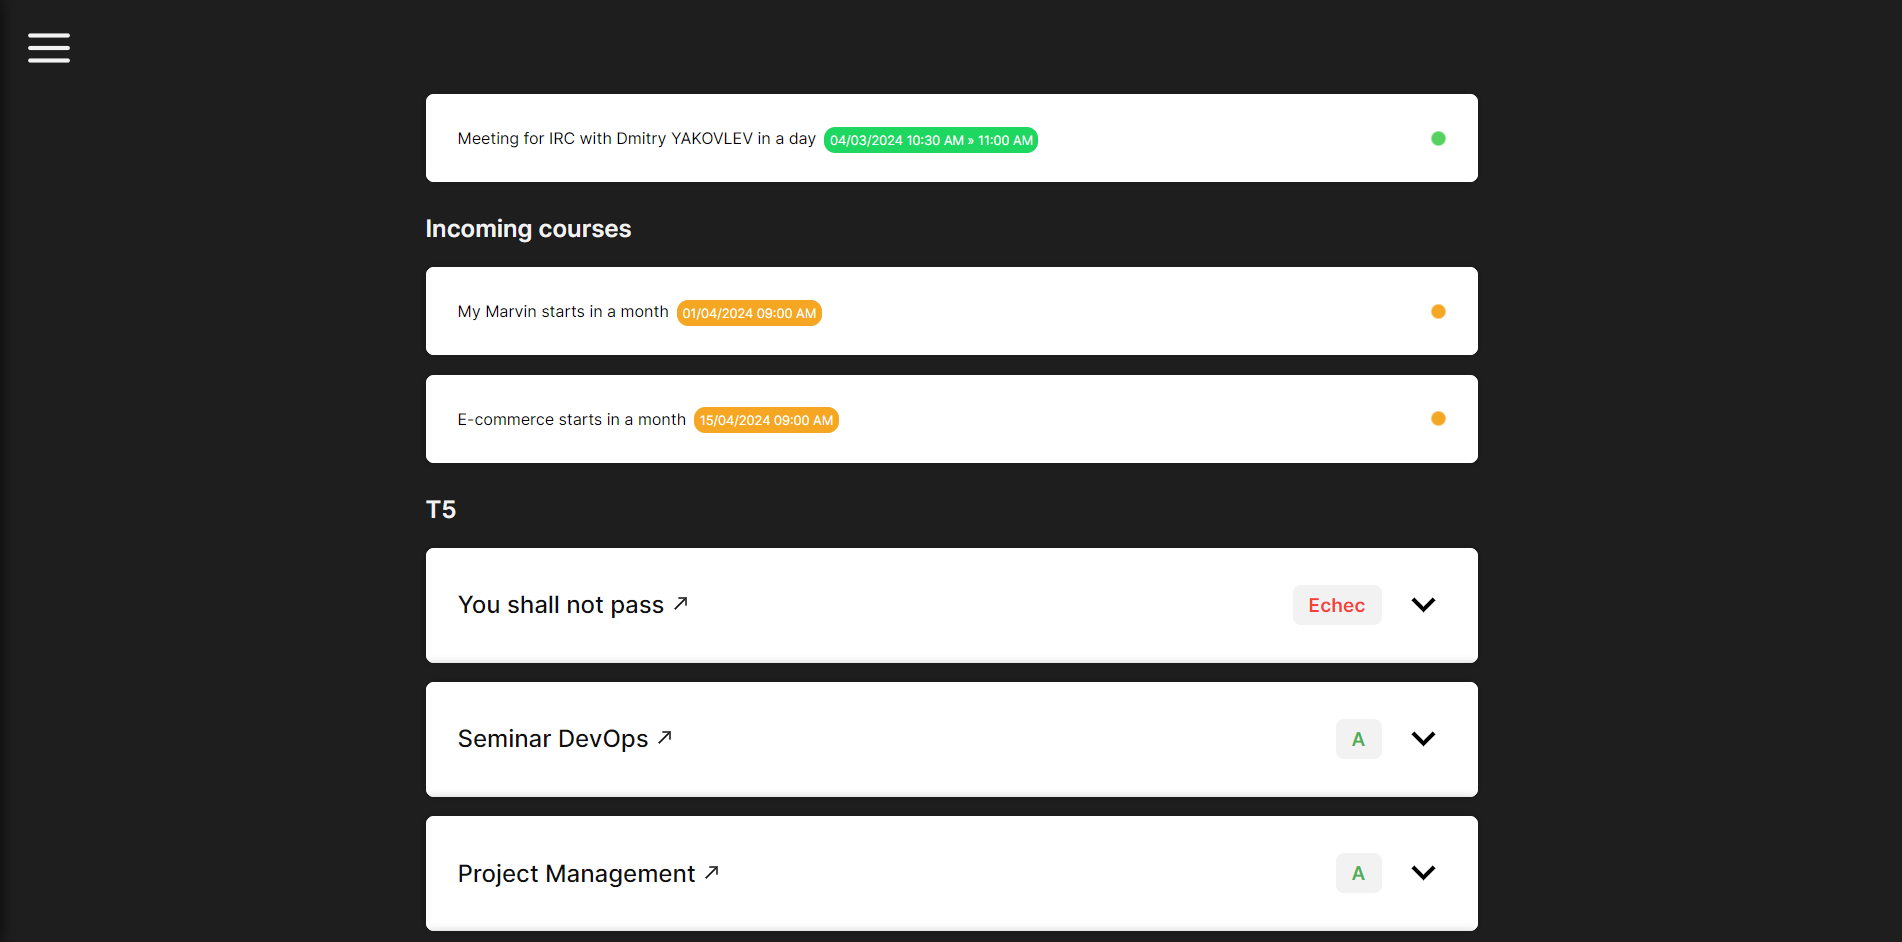 Meeting for IRC with Dmitry YAKOVLEV in a day 04/03/2024 10:30 AM » 11:00 AM
Incoming courses
My Marvin starts in a month 01/04/2024 09:00 AM
E-commerce starts in a month 15/04/2024 09:00 AM
T5
You shall not pass Echec
Seminar DevOps A
Project Management A